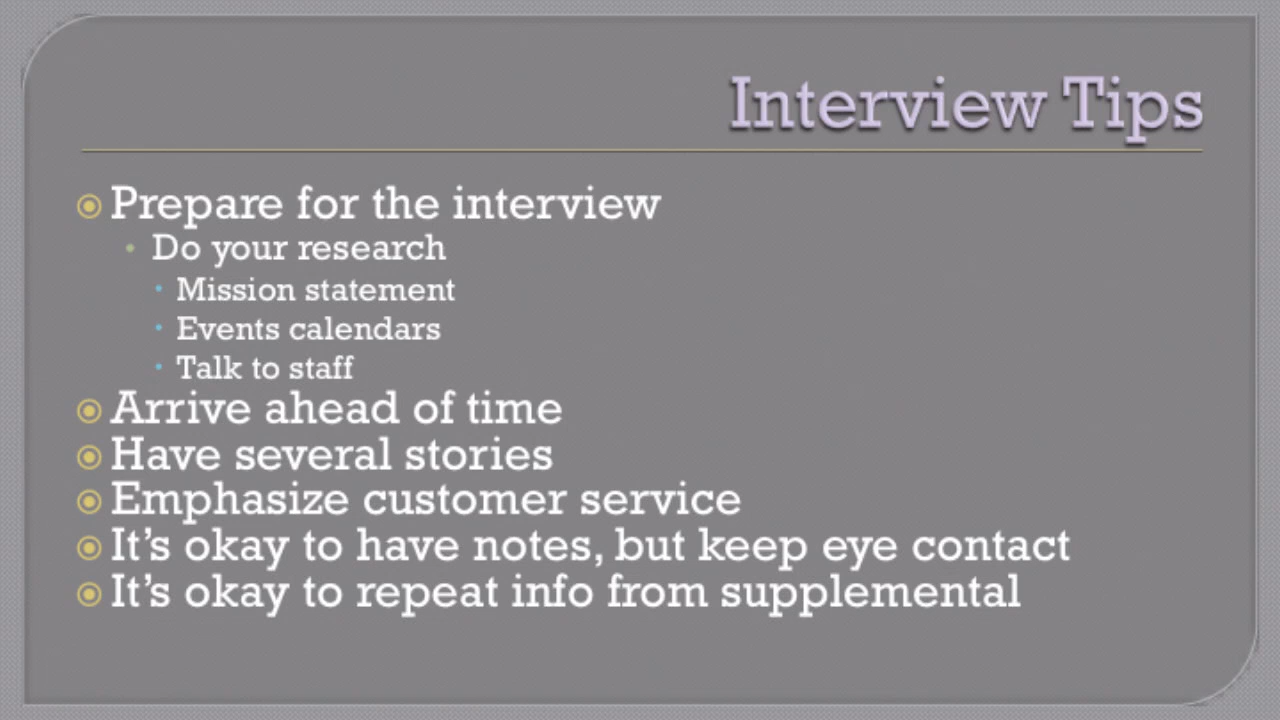 Interview Tips
Prepare for the interview
Do your research
Mission statement
Events calendars
Talk to staff
Arrive ahead of time
Have several stories
Emphasize customer service
It’s okay to have notes, but keep eye contact
It’s okay to repeat info from supplemental